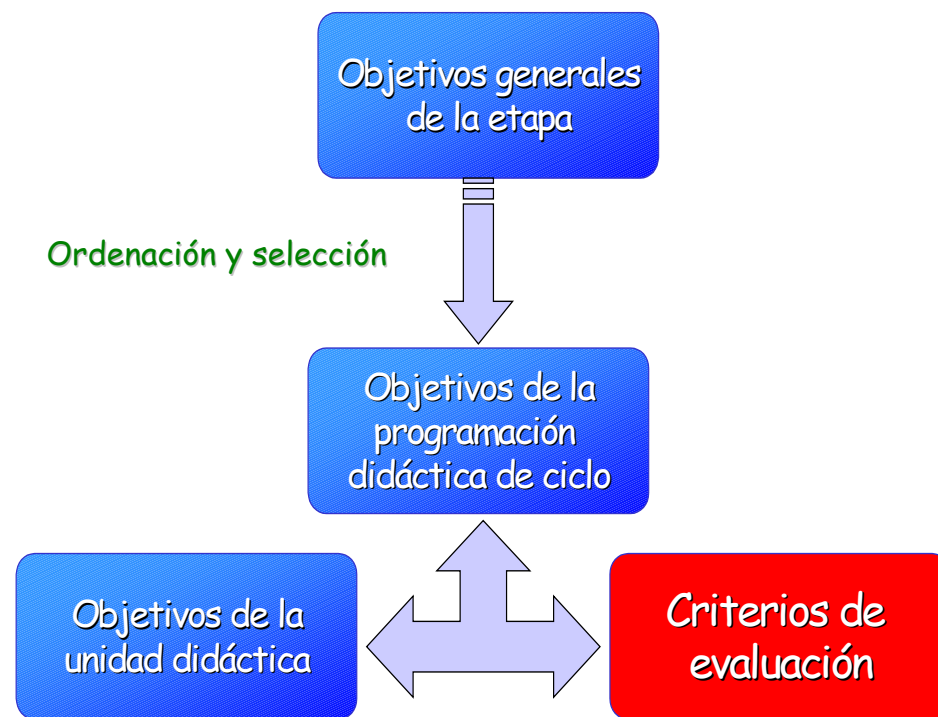 Objetivos generales
de la etapa
Ordenación y selección
Objetivos de la
programación
didáctica de ciclo
Objetivos de la
unidad didáctica
Criterios de
evaluación